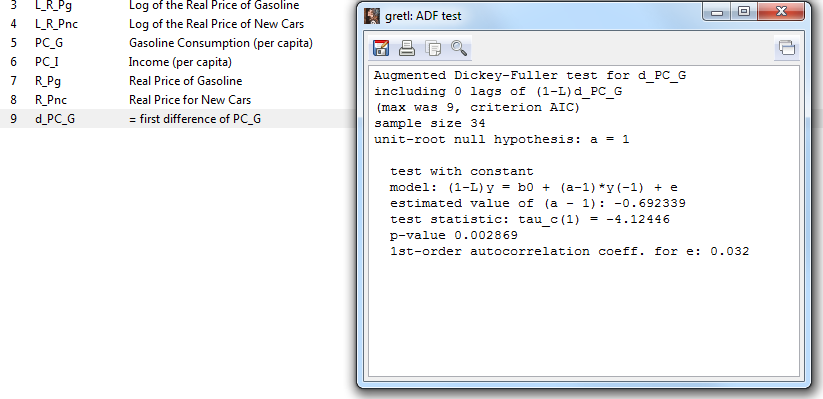 3 L_R_Pg Log of the Real Price of Gasoline
4 L_R_Pnc Log of the Real Price of New Cars
5 PC_G Gasoline Consumption (per capita)
6 PC_I Income (per capita)
7 R_Pg Real Price of Gasoline
8 R_Pnc Real Price for New Cars
9 d_PC_G = first difference of PC_G
gretl: ADF test
Augmented Dickey-Fuller test for d_PC_G
including 0 lags of (1-L)d_PC_G
(max was 9, criterion AIC)
sample size 34
unit-root null hypothesis: a = 1
test with constant
model: (1-L)y = b0 + (a-1)*y(-1) + e
estimated value of (a - 1): -0.692339
test statistic: tau_c(1) = -4.12446
p-value 0.002869
1st-order autocorrelation coeff. for e: 0.032